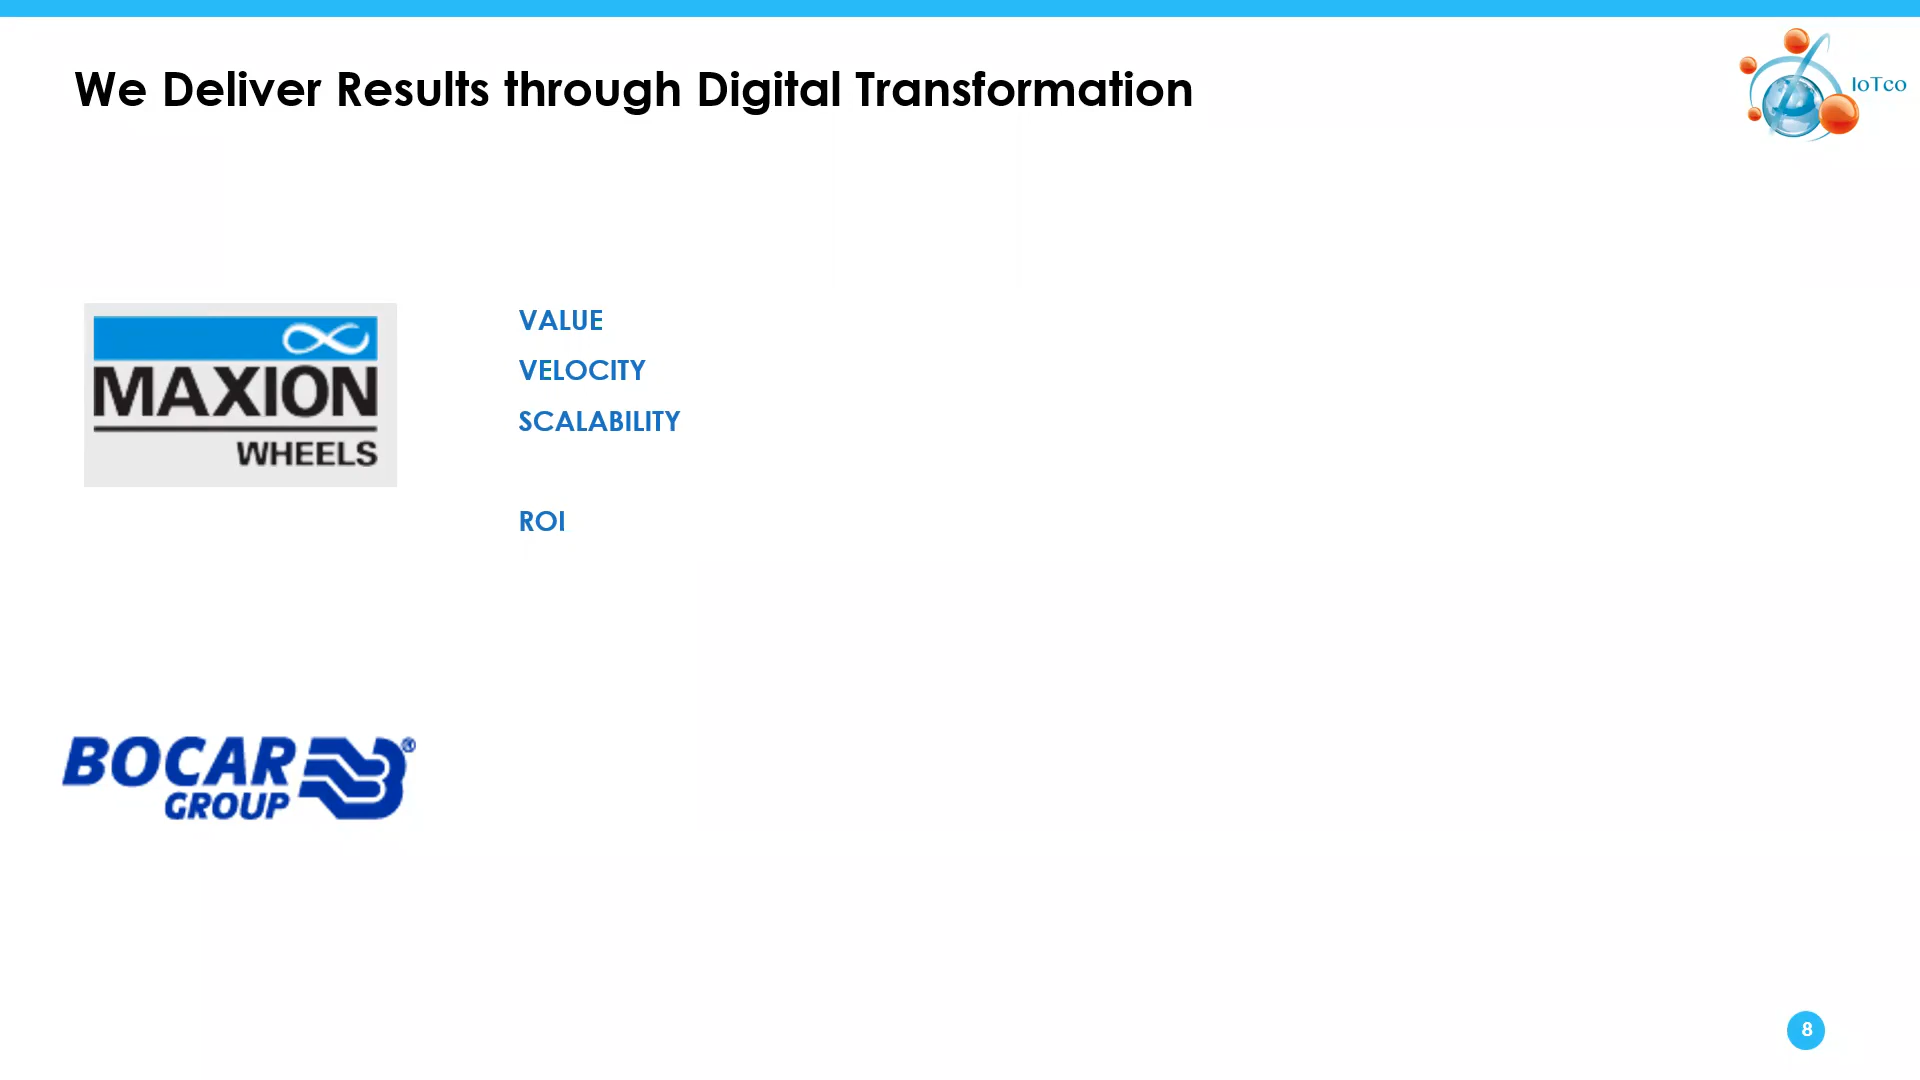 We Deliver Results through Digital Transformation
IoTco
MAXION
WHEELS
VALUE
VELOCITY
SCALABILITY
ROI
BOCAR
GROUP
8